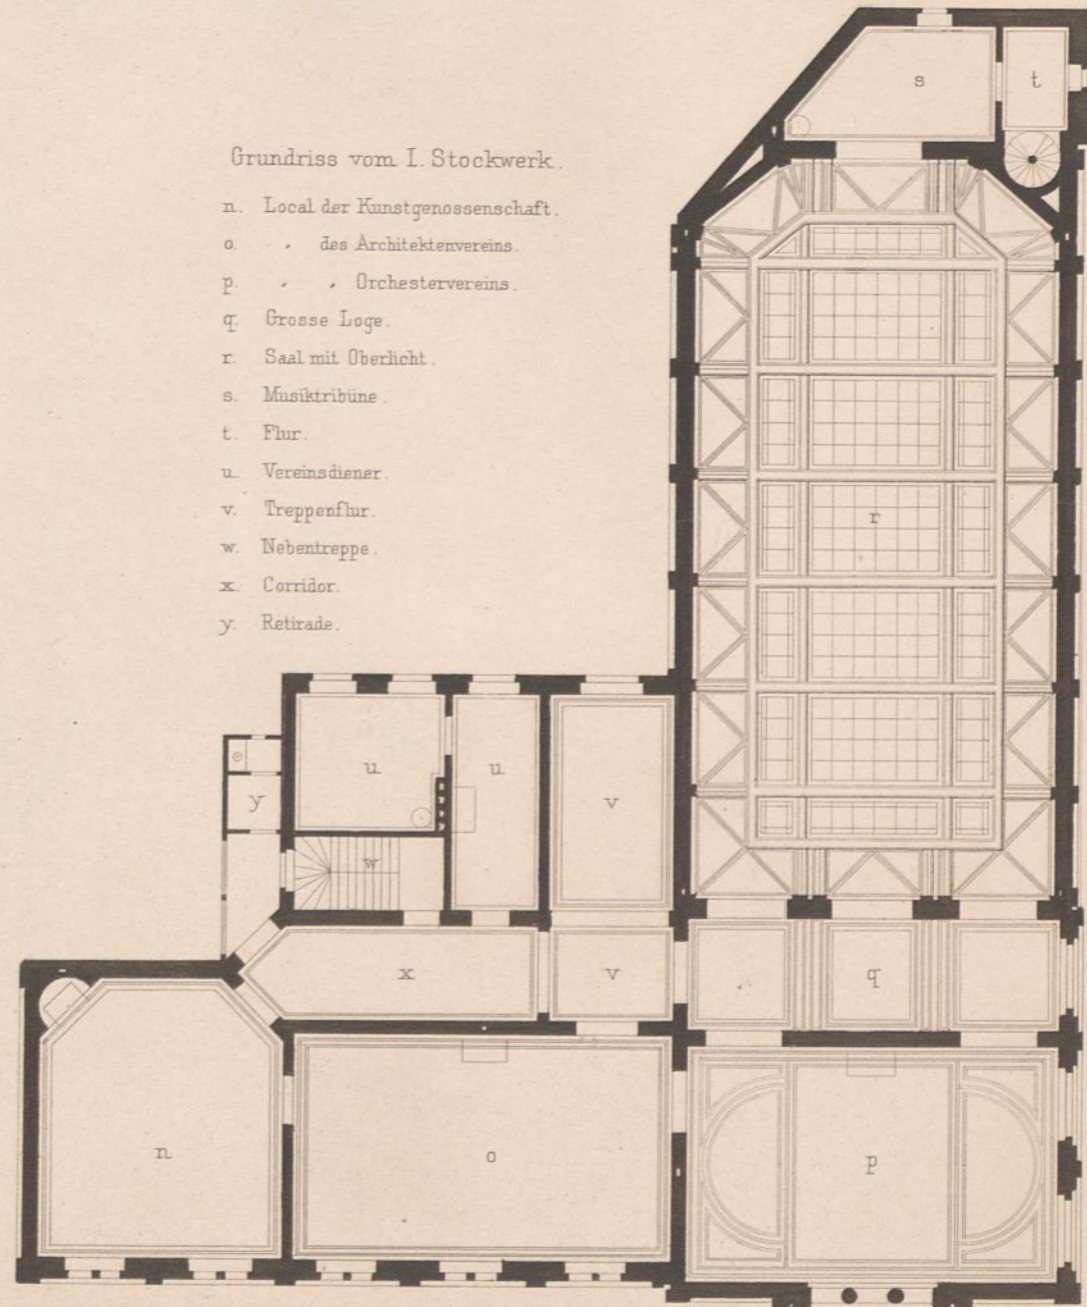 Grundriss vom I. Stockwerk.
n. Local der Kunstgenossenschaft.
o. " des Architektenvereins.
p. " " Orchestervereins.
q. Grosse Loge.
r. Saal mit Oberlicht.
s. Musiktribüne.
t. Flur.
u. Vereinsdiener.
v. Treppenflur.
w. Nebentreppe.
x. Corridor.
y. Retirade.
s t
r
u u v
y
w
x v q
n o p